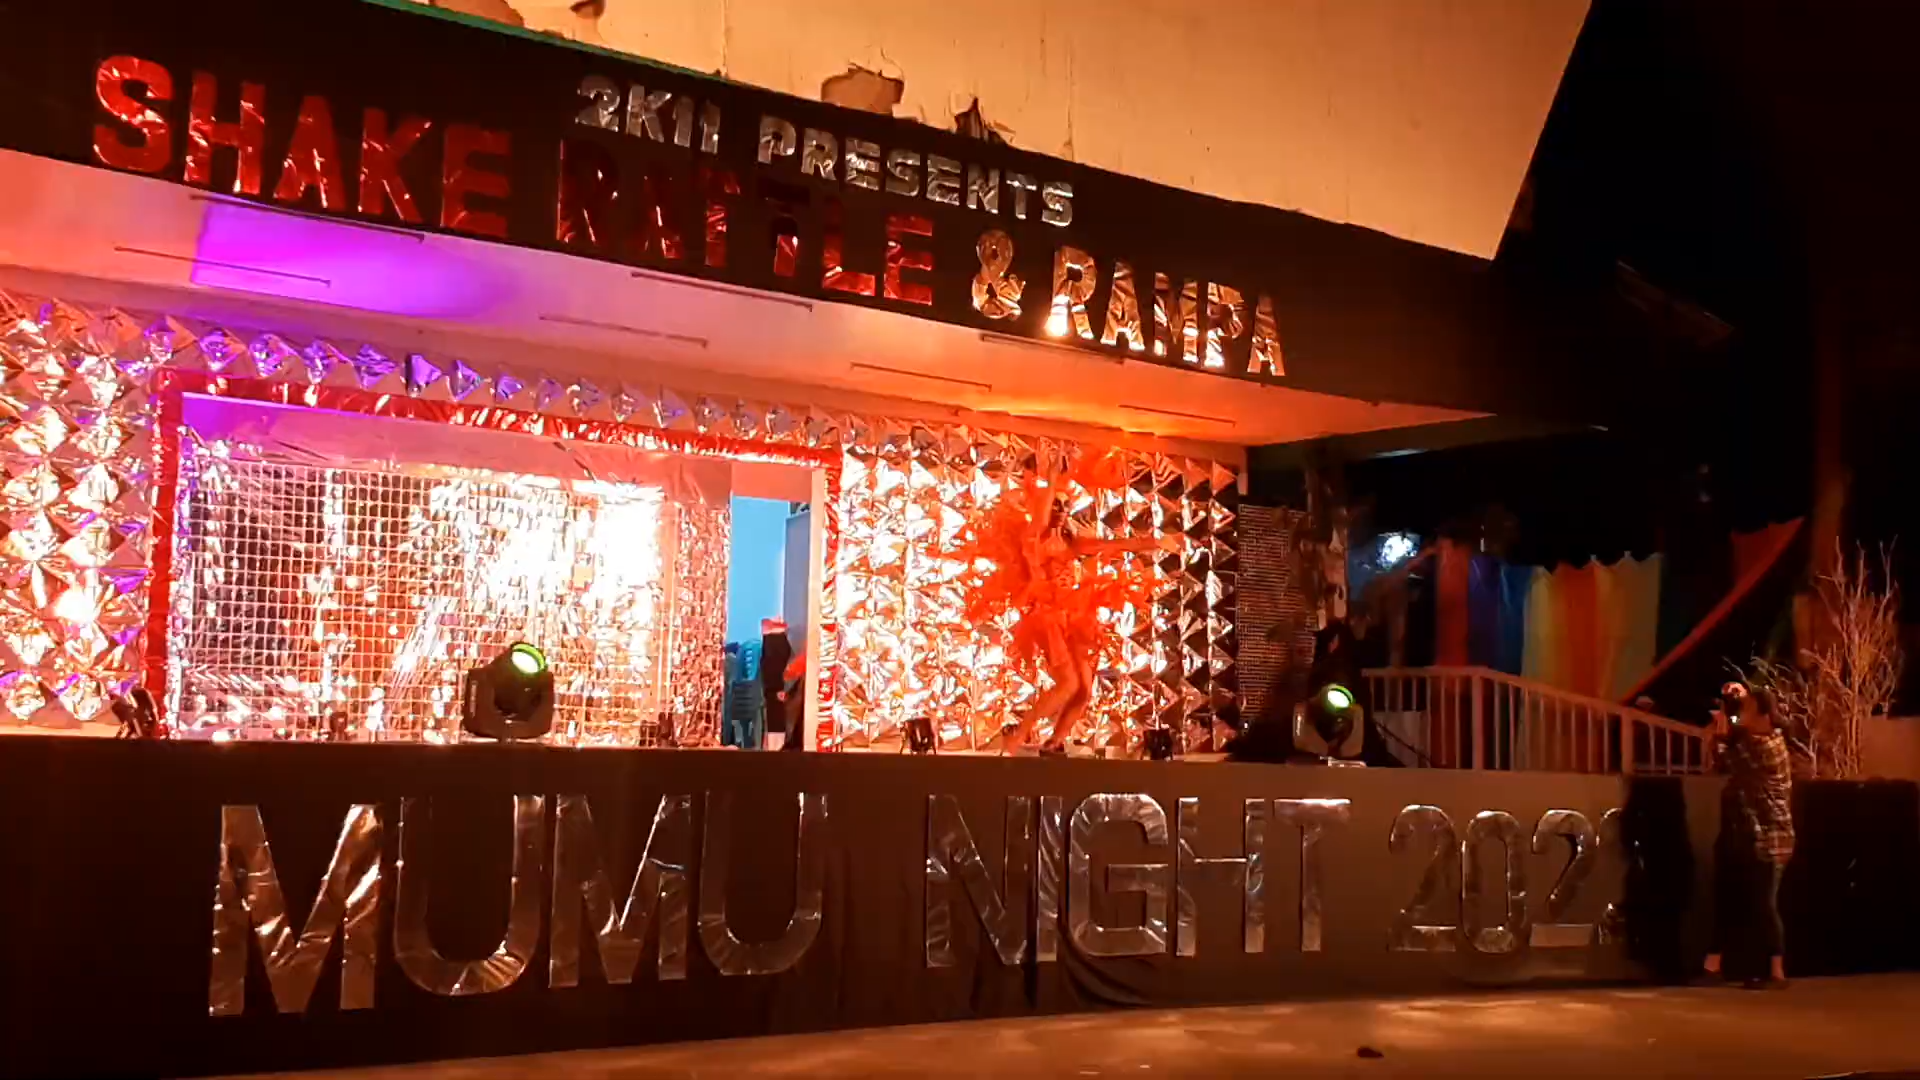 2K11 PRESENTS
SHAKE RATTLE & RAMPA
MUMU NIGHT